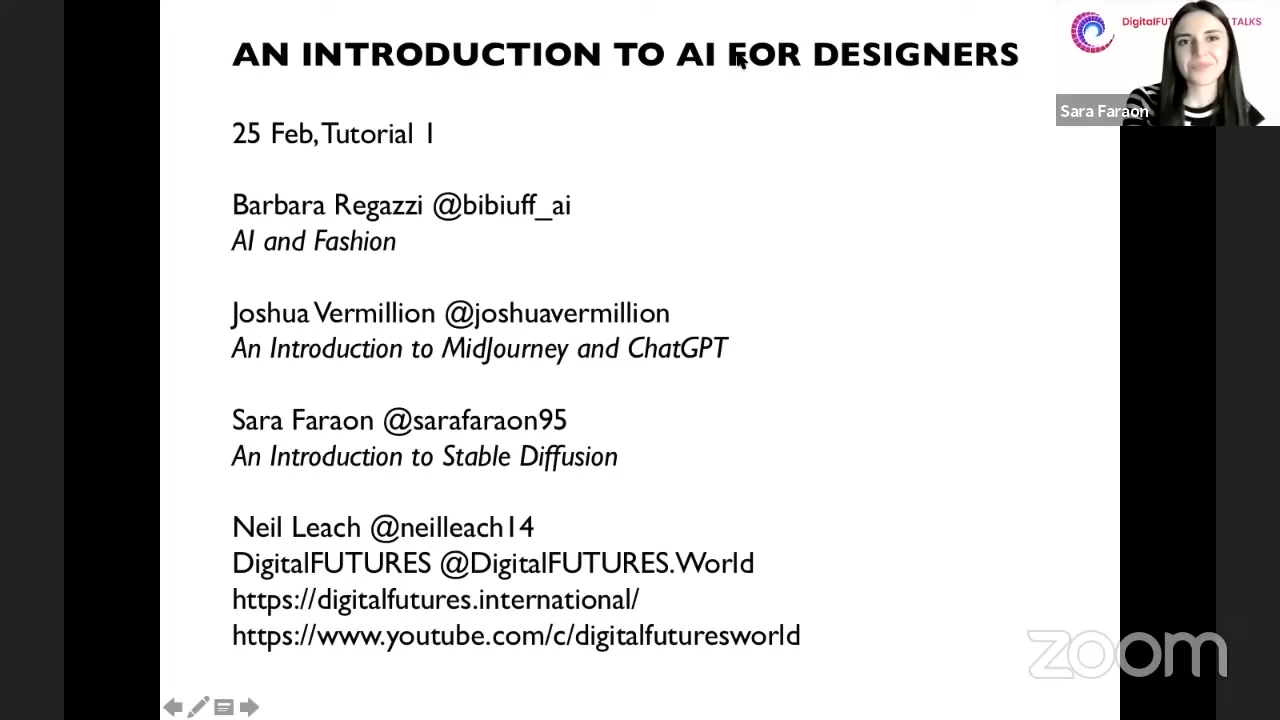 AN INTRODUCTION TO AI FOR DESIGNERS
25 Feb, Tutorial 1
Barbara Regazzi @bibiuff_ai
AI and Fashion
Joshua Vermillion @joshuavermillion
An Introduction to MidJourney and ChatGPT
Sara Faraon @sarafaraon95
An Introduction to Stable Diffusion
Neil Leach @neilleach14
DigitalFUTURES @DigitalFUTURES.World
https://digitalfutures.international/
https://www.youtube.com/c/digitalfuturesworld
TALKS
Sara Faraon
zoom